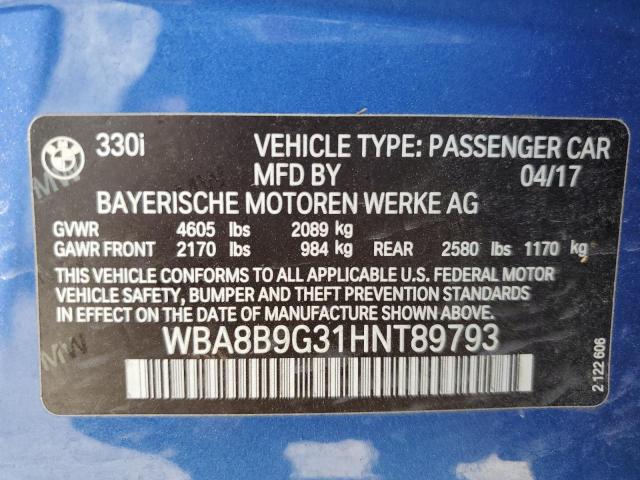 330i VEHICLE TYPE: PASSENGER CAR
MFD BY 04/17
BAYERISCHE MOTOREN WERKE AG
GVWR 4605 lbs 2089 kg
GAWR FRONT 2170 lbs 984 kg REAR 2580 lbs 1170 kg
THIS VEHICLE CONFORMS TO ALL APPLICABLE U.S. FEDERAL MOTOR
VEHICLE SAFETY, BUMPER AND THEFT PREVENTION STANDARDS
IN EFFECT ON THE DATE OF MANUFACTURE SHOWN ABOVE.
WBA8B9G31HNT89793
2 122 606